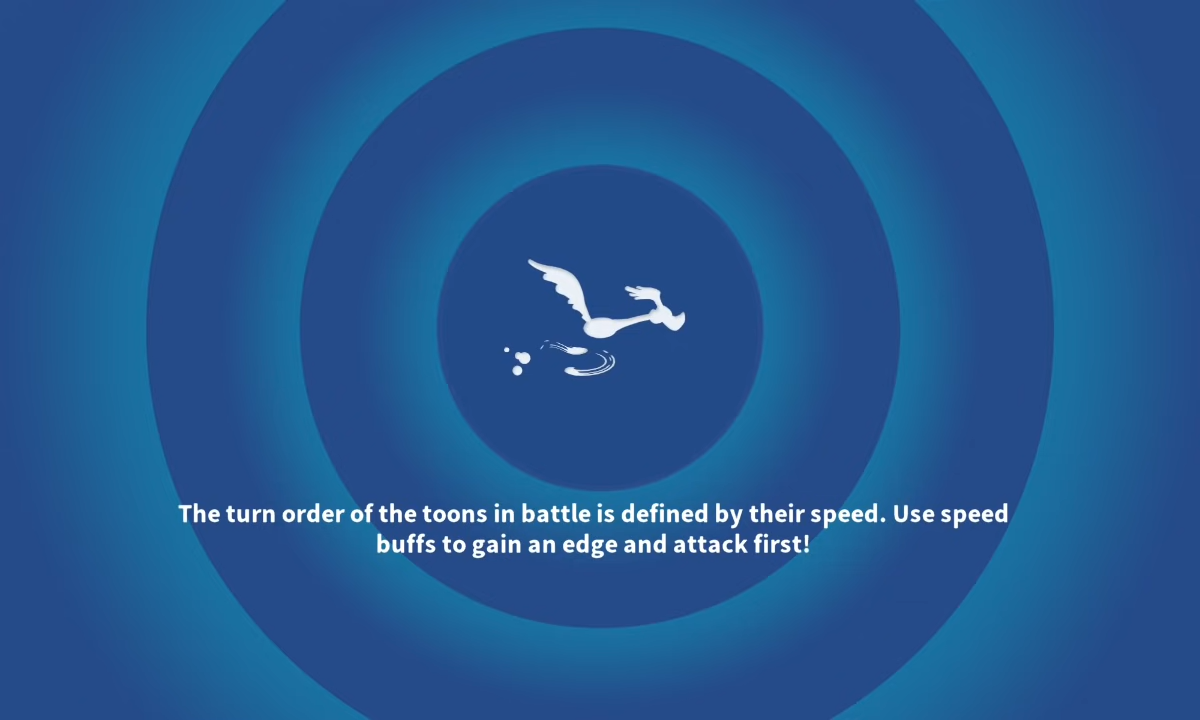 The turn order of the toons in battle is defined by their speed. Use speed
buffs to gain an edge and attack first!